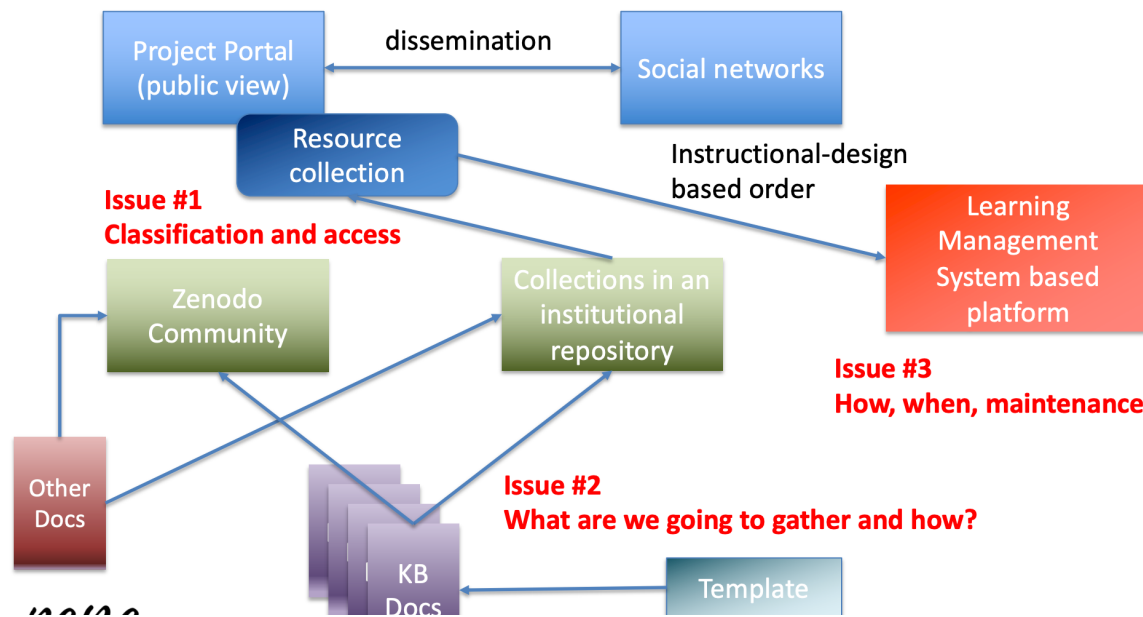 Project Portal
(public view)
dissemination
Social networks
Resource
collection
Instructional-design
based order
Issue #1
Classification and access
Learning
Management
System based
platform
Zenodo
Community
Collections in an
institutional
repository
Issue #3
How, when, maintenance
Other
Docs
Issue #2
What are we going to gather and how?
KB
Docs
Template